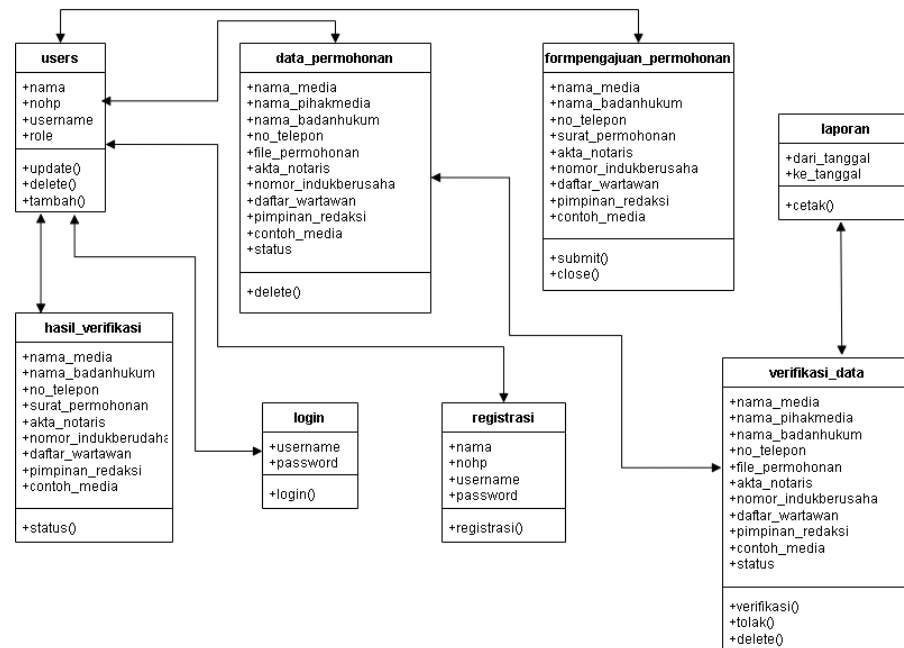 users
+nama
+nohp
+username
+role
+update()
+delete()
+tambah()
data_permohonan
+nama_media
+nama_pihakmedia
+nama_badanhukum
+no_telepon
+file_permohonan
+akta_notaris
+nomor_indukberusaha
+daftar_wartawan
+pimpinan_redaksi
+contoh_media
+status
+delete()
formpengajuan_permonan
+nama_media
+nama_badanhukum
+no_telepon
+surat_permohonan
+akta_notaris
+nomor_indukberusaha
+daftar_wartawan
+pimpinan_redaksi
+contoh_media
+submit()
+close()
laporan
+dari_tanggal
+ke_tanggal
+cetak()
hasil_verifikasi
+nama_media
+nama_badanhukum
+no_telepon
+surat_permohonan
+akta_notaris
+nomor_indukberudaha
+daftar_wartawan
+pimpinan_redaksi
+contoh_media
+status()
login
+username
+password
+login()
registrasi
+nama
+nohp
+username
+password
+registrasi()
verifikasi_data
+nama_media
+nama_pihakmedia
+nama_badanhukum
+no_telepon
+file_permohonan
+akta_notaris
+nomor_indukberusaha
+daftar_wartawan
+pimpinan_redaksi
+contoh_media
+status
+verifikasi()
+tolak()
+delete()